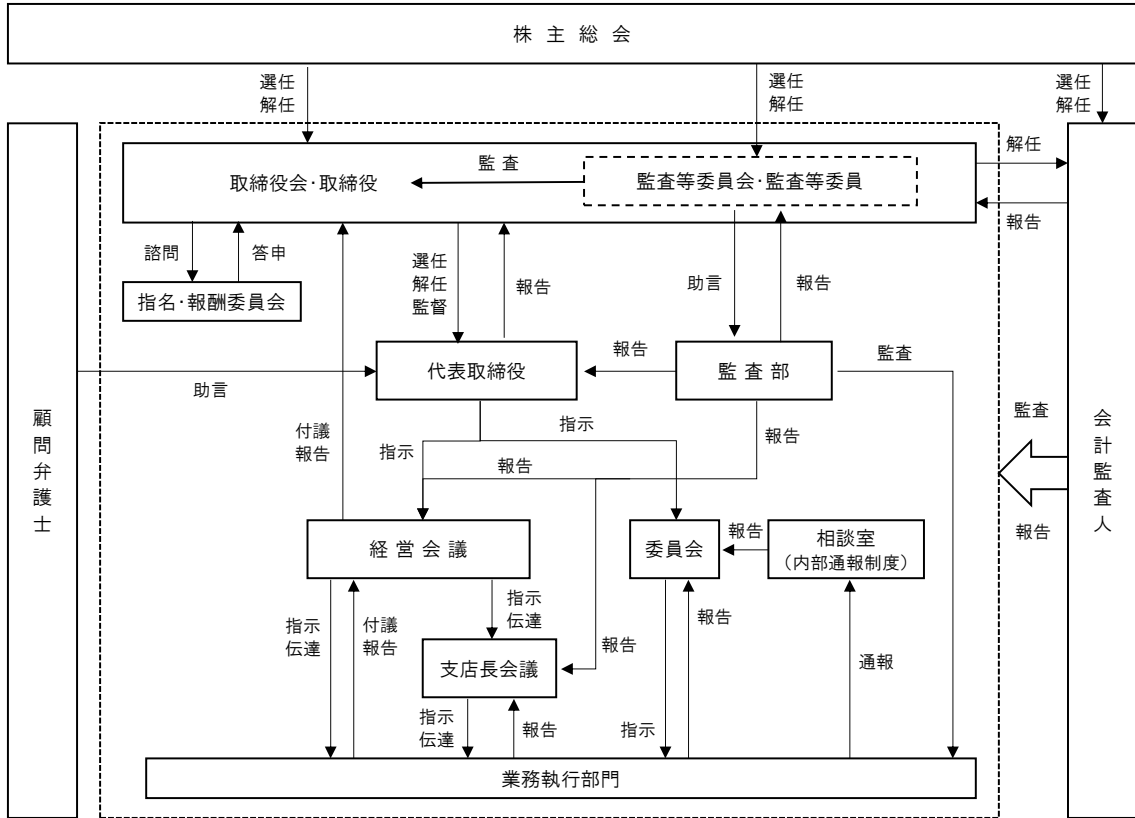 株主総会
選任
解任
選任
解任
選任
解任
顧問弁護士
会計監査人
取締役会・取締役
監査
監査等委員会・監査等委員
解任
報告
諮問
答申
選任
解任
監督
報告
助言
報告
指名・報酬委員会
代表取締役
報告
監査部
監査
助言
付議
報告
指示
指示
報告
報告
監査
報告
経営会議
委員会
報告
相談室
（内部通報制度）
指示
伝達
付議
報告
指示
伝達
報告
報告
通報
支店長会議
指示
伝達
報告
指示
業務執行部門